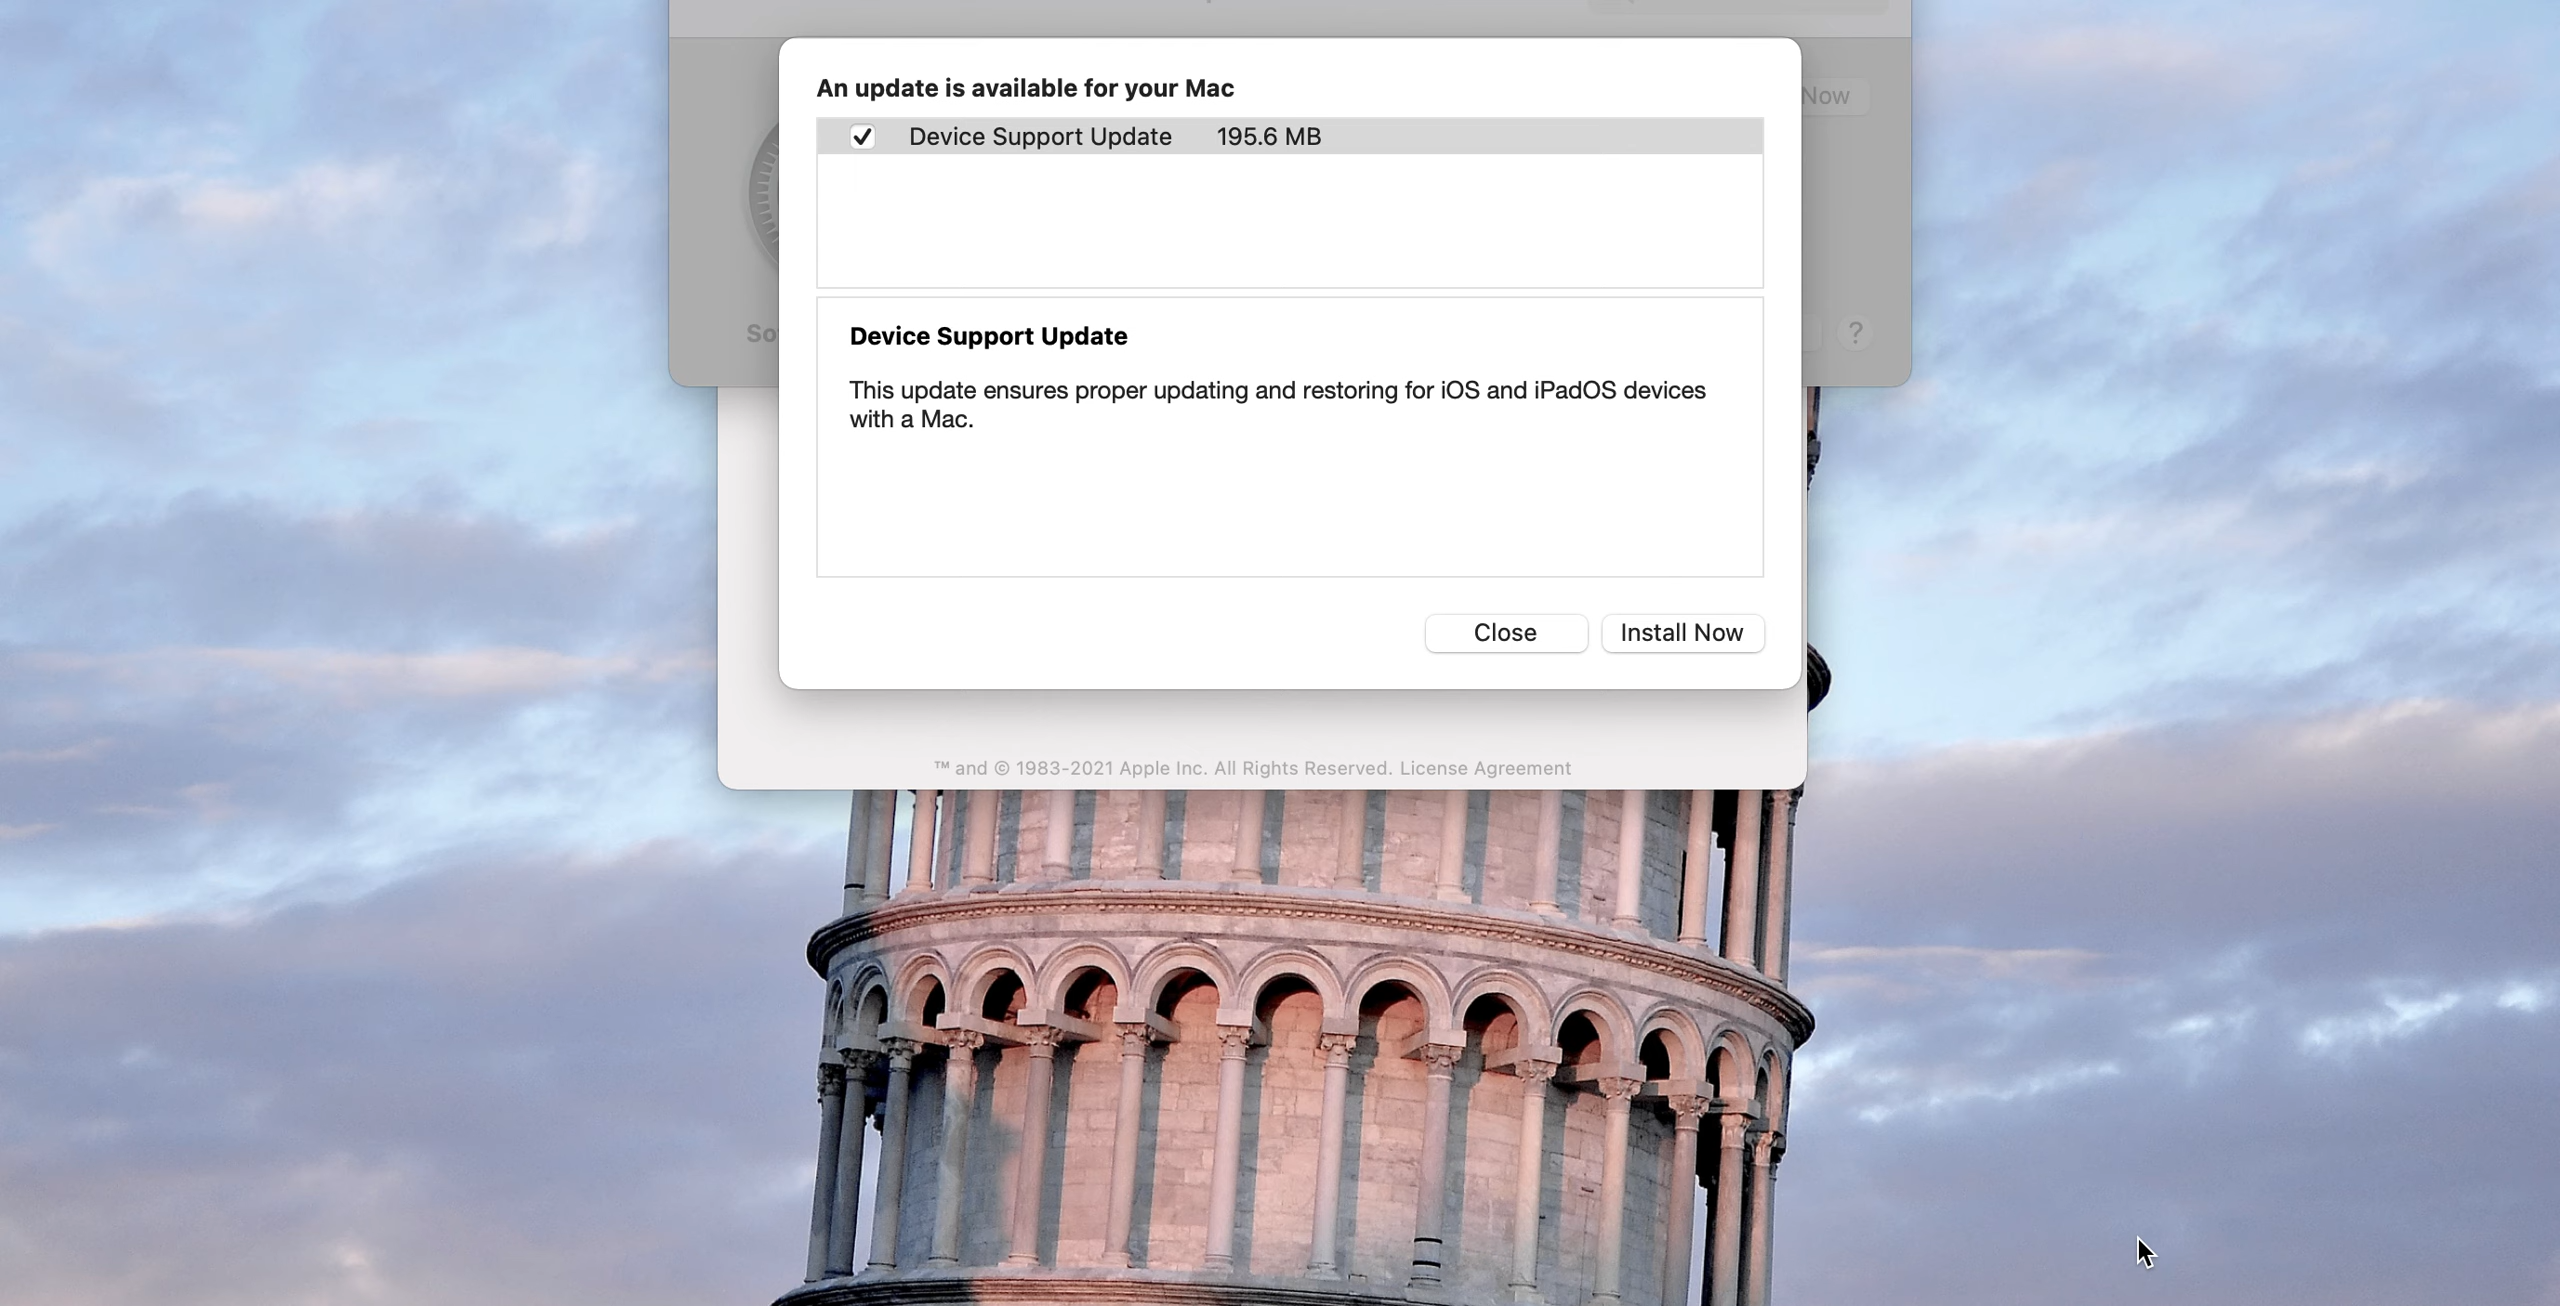 An update is available for your Mac
Now
Device Support Update 195.6 MB
So
?
Device Support Update
This update ensures proper updating and restoring for iOS and iPadOS devices
with a Mac.
Close Install Now
™ and © 1983-2021 Apple Inc. All Rights Reserved. License Agreement